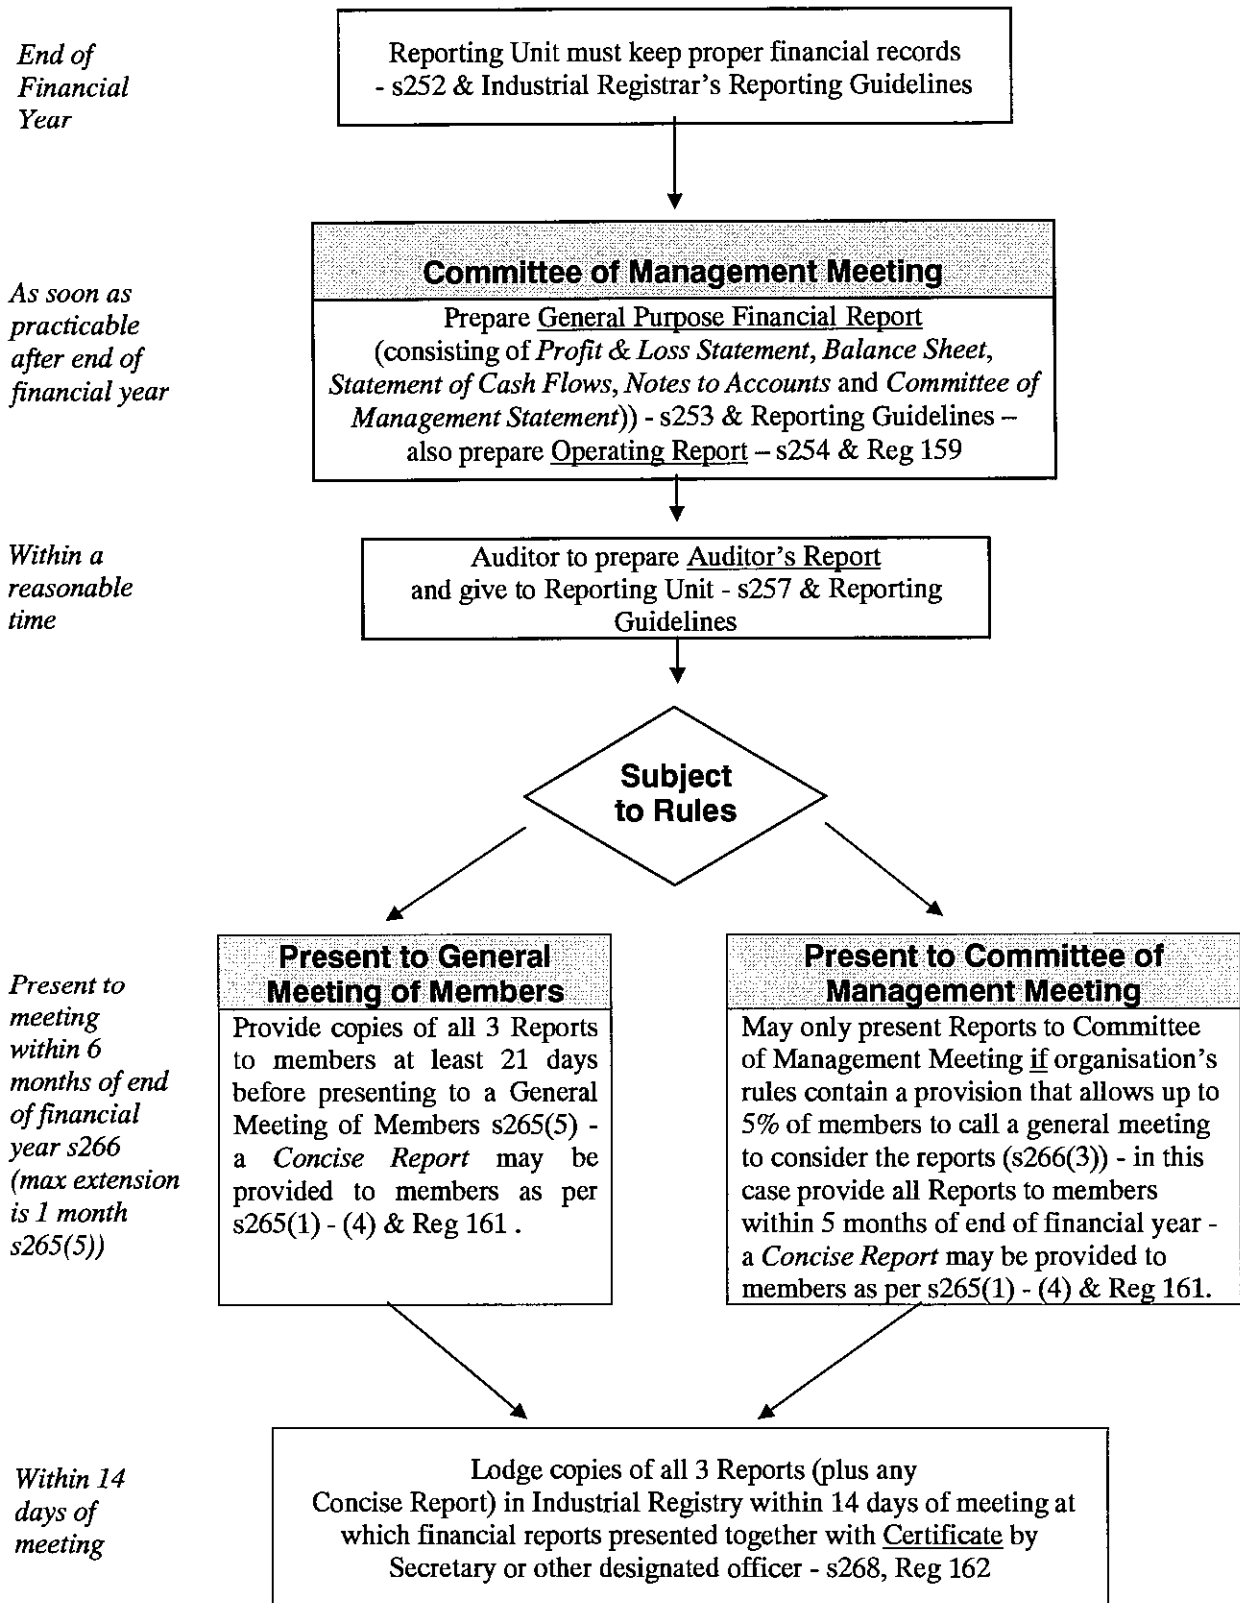 End of
Financial
Year
Reporting Unit must keep proper financial records
- s252 & Industrial Registrar's Reporting Guidelines
As soon as
practicable
after end of
financial year
Committee of Management Meeting
Prepare General Purpose Financial Report
(consisting of Profit & Loss Statement, Balance Sheet,
Statement of Cash Flows, Notes to Accounts and Committee of
Management Statement)) - s253 & Reporting Guidelines –
also prepare Operating Report – s254 & Reg 159
Within a
reasonable
time
Auditor to prepare Auditor's Report
and give to Reporting Unit - s257 & Reporting
Guidelines
Subject
to Rules
Present to
meeting
within 6
months of end
of financial
year s266
(max extension
is 1 month
s265(5))
Present to General
Meeting of Members
Provide copies of all 3 Reports
to members at least 21 days
before presenting to a General
Meeting of Members s265(5) -
a Concise Report may be
provided to members as per
s265(1) - (4) & Reg 161 .
Present to Committee of
Management Meeting
May only present Reports to Committee
of Management Meeting if organisation's
rules contain a provision that allows up to
5% of members to call a general meeting
to consider the reports (s266(3)) - in this
case provide all Reports to members
within 5 months of end of financial year -
a Concise Report may be provided to
members as per s265(1) - (4) & Reg 161.
Within 14
days of
meeting
Lodge copies of all 3 Reports (plus any
Concise Report) in Industrial Registry within 14 days of meeting at
which financial reports presented together with Certificate by
Secretary or other designated officer - s268, Reg 162